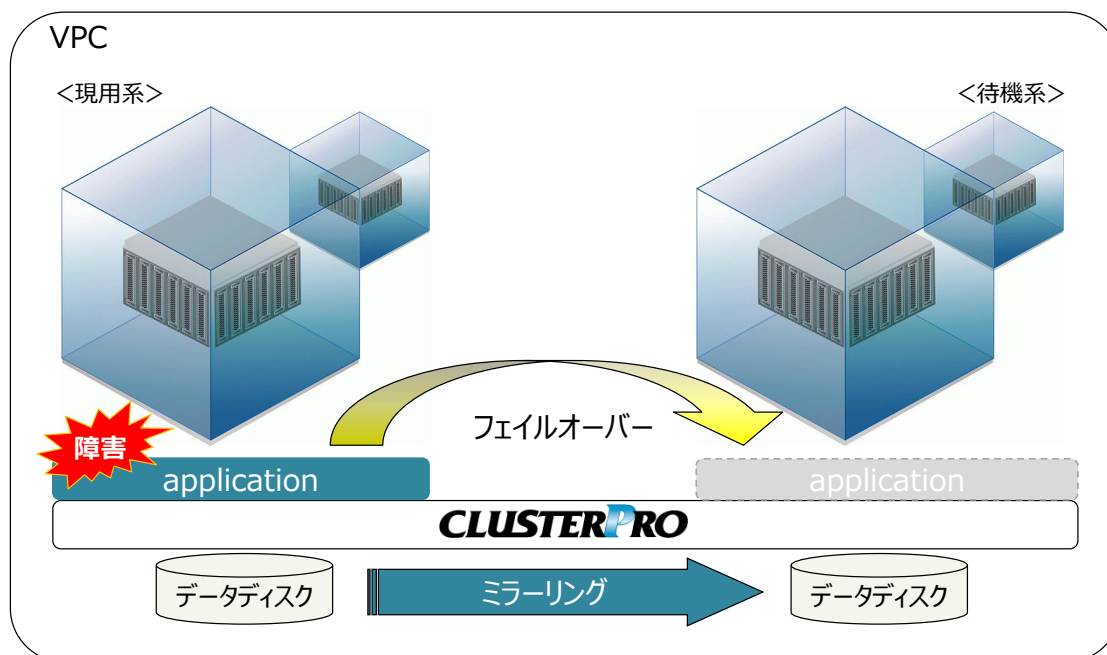 VPC
＜現用系＞
＜待機系＞
フェイルオーバー
障害
application
application
CLUSTERPRO
データディスク
ミラーリング
データディスク